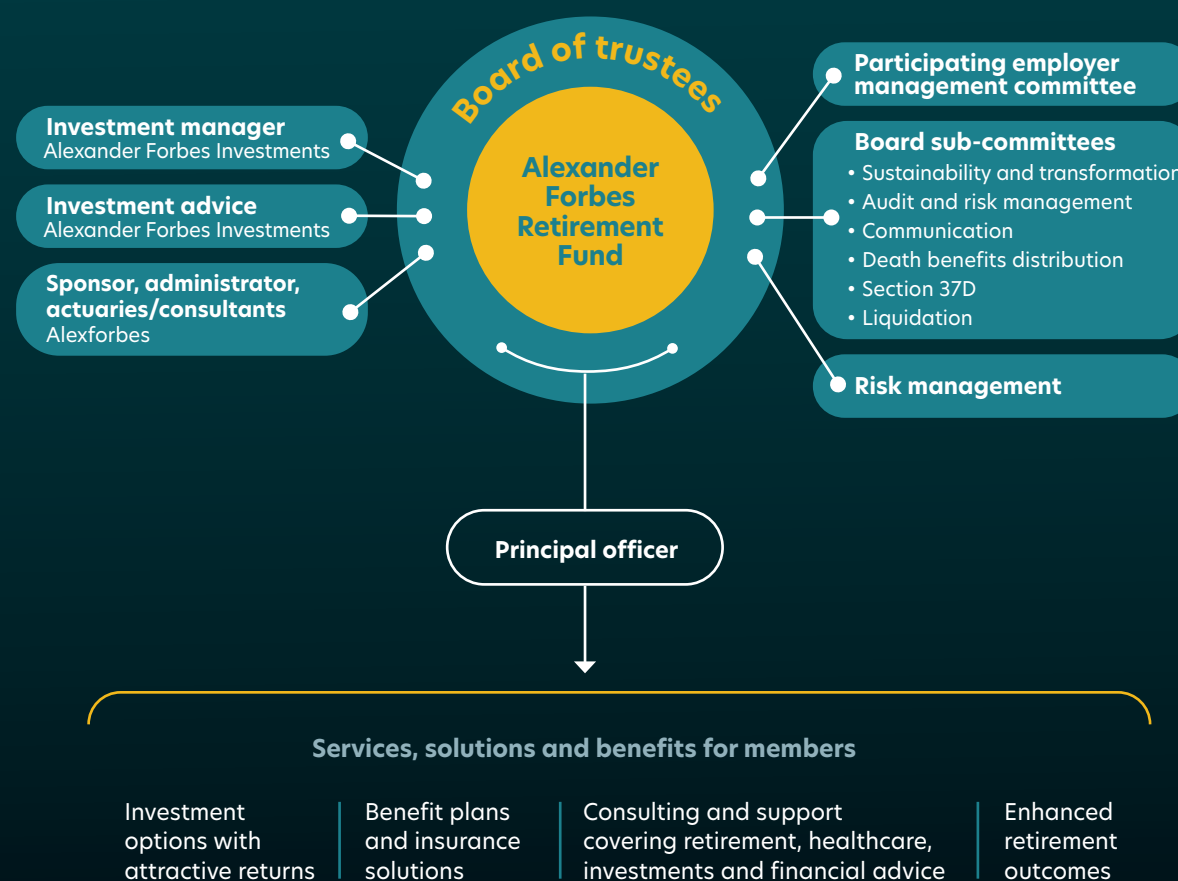 Board of trustees
Alexander
Forbes
Retirement
Fund
Investment manager
Alexander Forbes Investments
Investment advice
Alexander Forbes Investments
Sponsor, administrator,
actuaries/consultants
Alexforbes
Participating employer
management committee
Board sub-committees
• Sustainability and transformation
• Audit and risk management
• Communication
• Death benefits distribution
• Section 37D
• Liquidation
Risk management
Principal officer
Services, solutions and benefits for members
Investment
options with
attractive returns
Benefit plans
and insurance
solutions
Consulting and support
covering retirement, healthcare,
investments and financial advice
Enhanced
retirement
outcomes